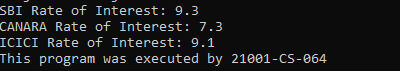 SBI Rate of Interest: 9.3
CANARA Rate of Interest: 7.3
ICICI Rate of Interest: 9.1
This program was executed by 21001-CS-064